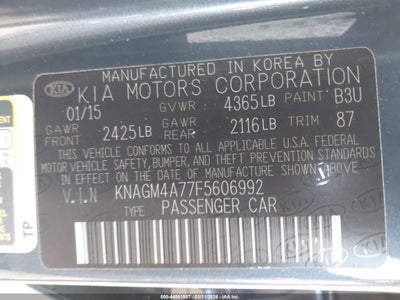 MANUFACTURED IN KOREA BY
KIA KIA MOTORS CORPORATION
01/15 GVWR 4365LB PAINT B3U
GAWR FRONT 2425LB GAWR REAR 2116LB TRIM 87
THIS VEHICLE CONFORMS TO ALL APPLICABLE U.S.A. FEDERAL
MOTOR VEHICLE SAFETY, BUMPER, AND THEFT PREVENTION STANDARDS
IN EFFECT ON THE DATE OF MANUFACTURE SHOWN ABOVE.
V.I.N KNAGM4A77F5606992
TYPE PASSENGER CAR
TP